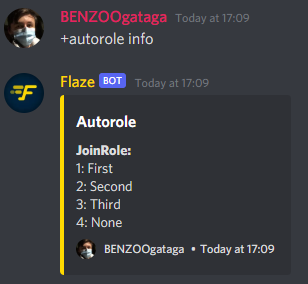 BENZOOgataga Today at 17:09
+autorole info
Flaze BOT Today at 17:09
Autorole
JoinRole:
1: First
2: Second
3: Third
4: None
BENZOOgataga • Today at 17:09